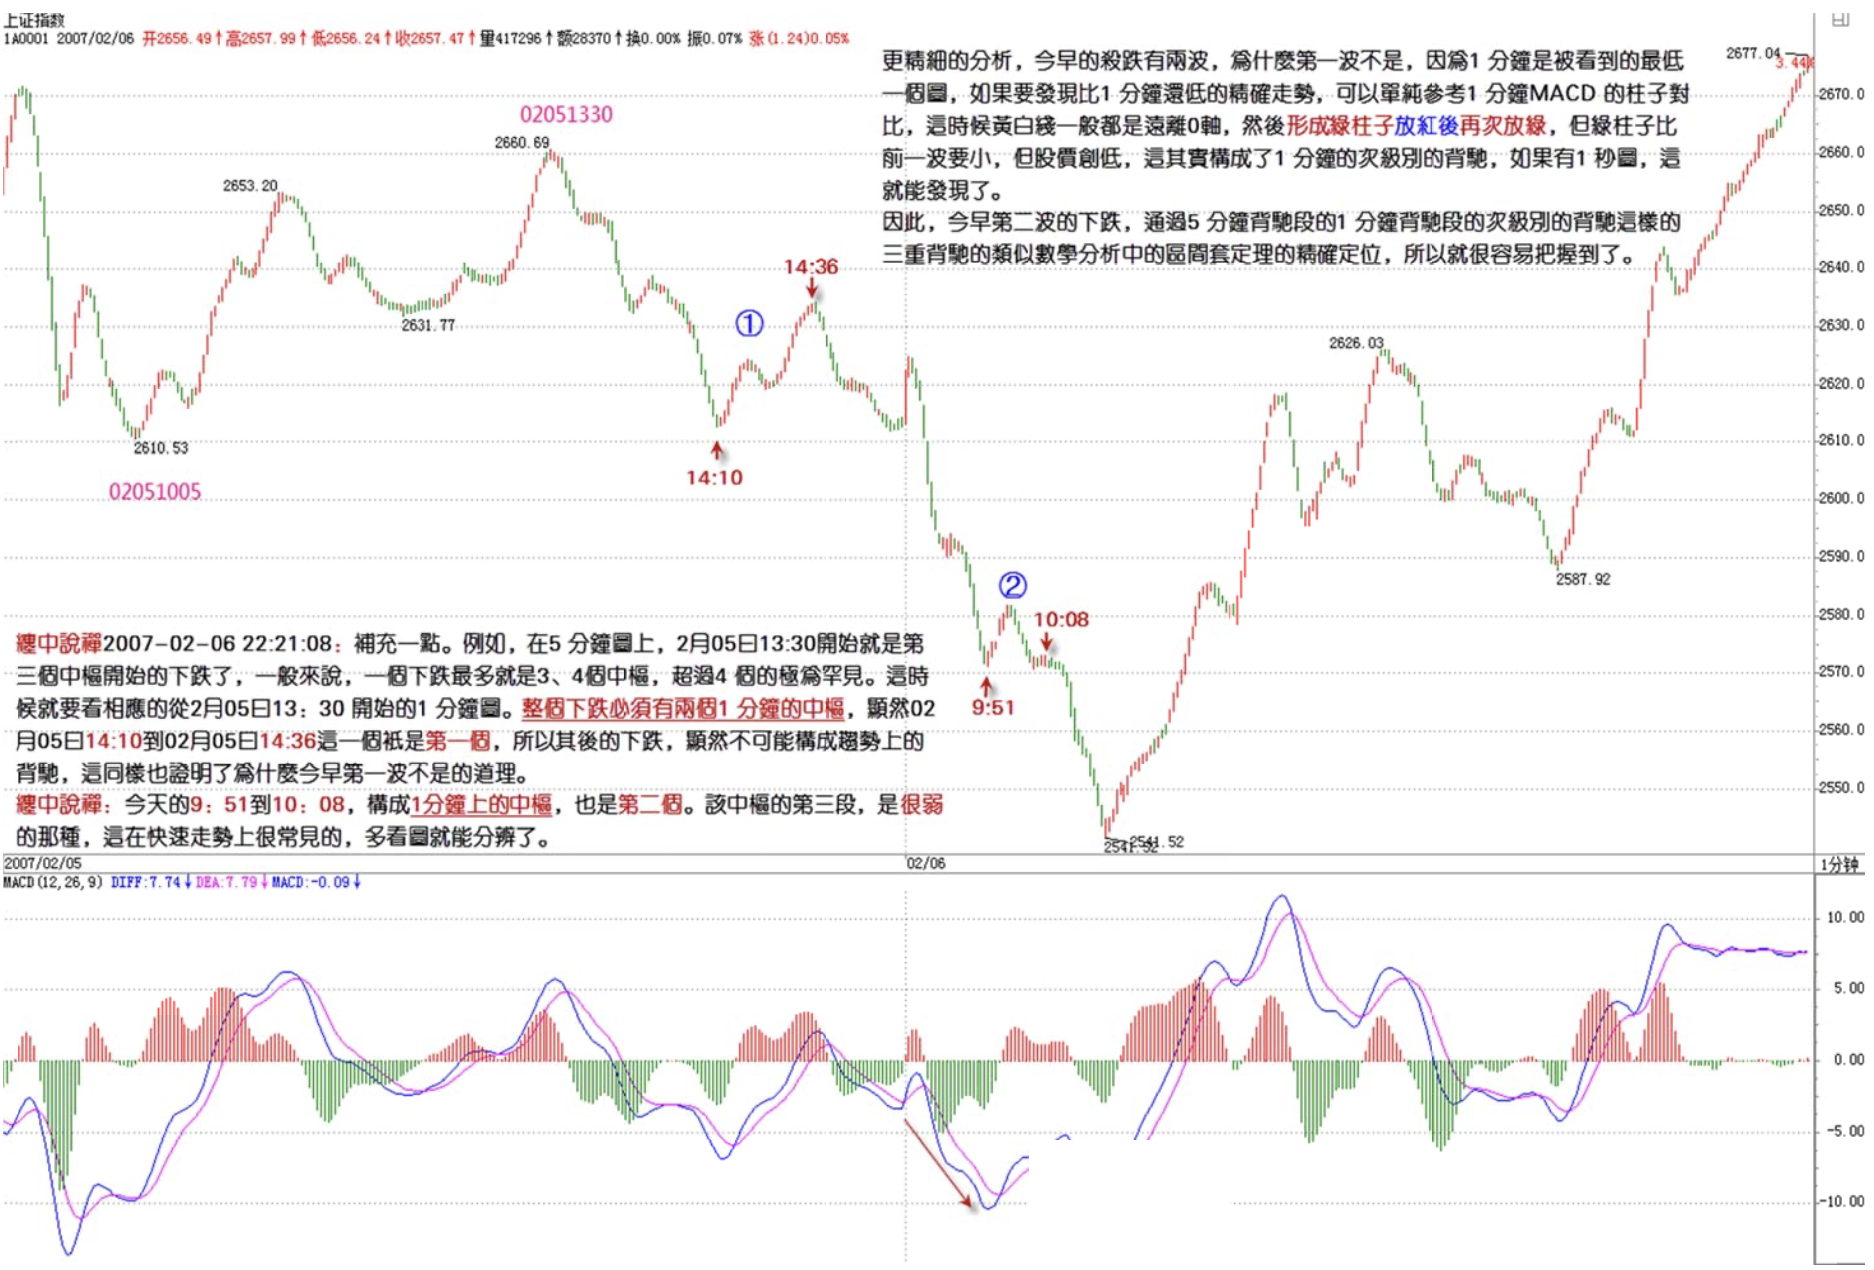 上证指数
1A0001 2007/02/06 开2656.49↑高2657.99↑低2656.24↑收2657.47↑量417296↑额28370↑换0.00% 振0.07% 涨(1.24)0.05%
更精細的分析，今早的殺跌有兩波，爲什麼第一波不是，因爲1 分鐘是被看到的最低
一個圖，如果要發現比1 分鐘還低的精確走勢，可以單純參考1 分鐘MACD 的柱子對
比，這時候黃白綫一般都是遠離0軸，然後形成綠柱子放紅後再次放綠，但綠柱子比
前一波要小，但股價創低，這其實構成了1 分鐘的次級別的背馳，如果有1 秒圖，這
就能發現了。
因此，今早第二波的下跌，通過5 分鐘背馳段的1 分鐘背馳段的次級別的背馳這樣的
三重背馳的類似數學分析中的區間套定理的精確定位，所以就很容易把握到了。
2677.04
3.44
2670.0
2660.0
2650.0
2640.0
2630.0
2620.0
2610.0
2600.0
2590.0
2580.0
2570.0
2560.0
2550.0
02051330
2660.69
2653.20
14:36
①
2631.77
2626.03
2610.53
14:10
02051005
2587.92
②
10:08
9:51
2541.52
2541.52
纏中說禪2007-02-06 22:21:08：補充一點。例如，在5 分鐘圖上，2月05日13:30開始就是第
三個中樞開始的下跌了，一般來說，一個下跌最多就是3、4個中樞，超過4 個的極爲罕見。這時
候就要看相應的從2月05日13：30 開始的1 分鐘圖。整個下跌必須有兩個1 分鐘的中樞，顯然02
月05日14:10到02月05日14:36這一個衹是第一個，所以其後的下跌，顯然不可能構成趨勢上的
背馳，這同樣也證明了爲什麼今早第一波不是的道理。
纏中說禪：今天的9：51到10：08，構成1分鐘上的中樞，也是第二個。該中樞的第三段，是很弱
的那種，這在快速走勢上很常見的，多看圖就能分辨了。
2007/02/05
02/06
1分钟
MACD(12,26,9) DIFF:7.74↓ DEA:7.79↓ MACD:-0.09↓
10.00
5.00
0.00
-5.00
-10.00